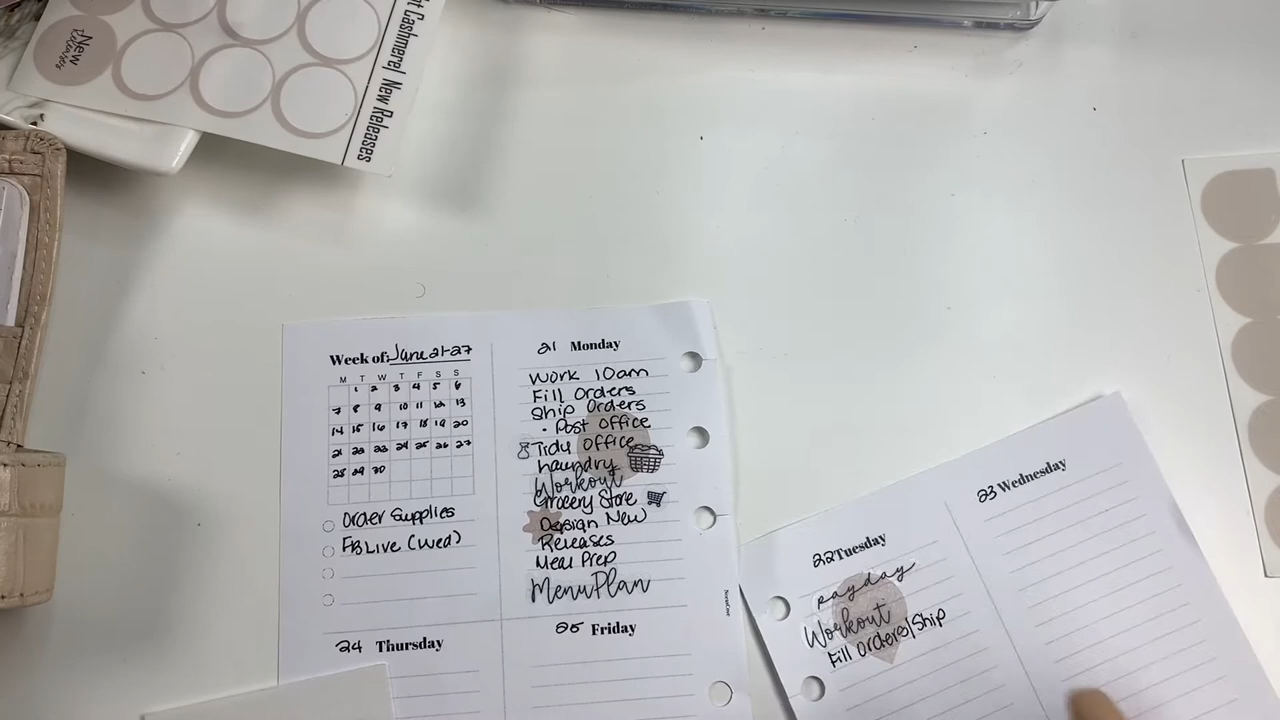 New
Releases
t Cashmere| New Releases
Week of: June 21-27
M T W T F S S
1 2 3 4 5 6
7 8 9 10 11 12 13
14 15 16 17 18 19 20
21 22 23 24 25 26 27
28 29 30
Order Supplies
FB Live (Wed)
21 Monday
Work 10am
Fill Orders
Ship Orders
• Post Office
Tidy Office
Laundry
Workout
Grocery Store
Design New
Releases
Meal Prep
Menu Plan
24 Thursday
25 Friday
22 Tuesday
payday
Workout
Fill Orders/Ship
23 Wednesday